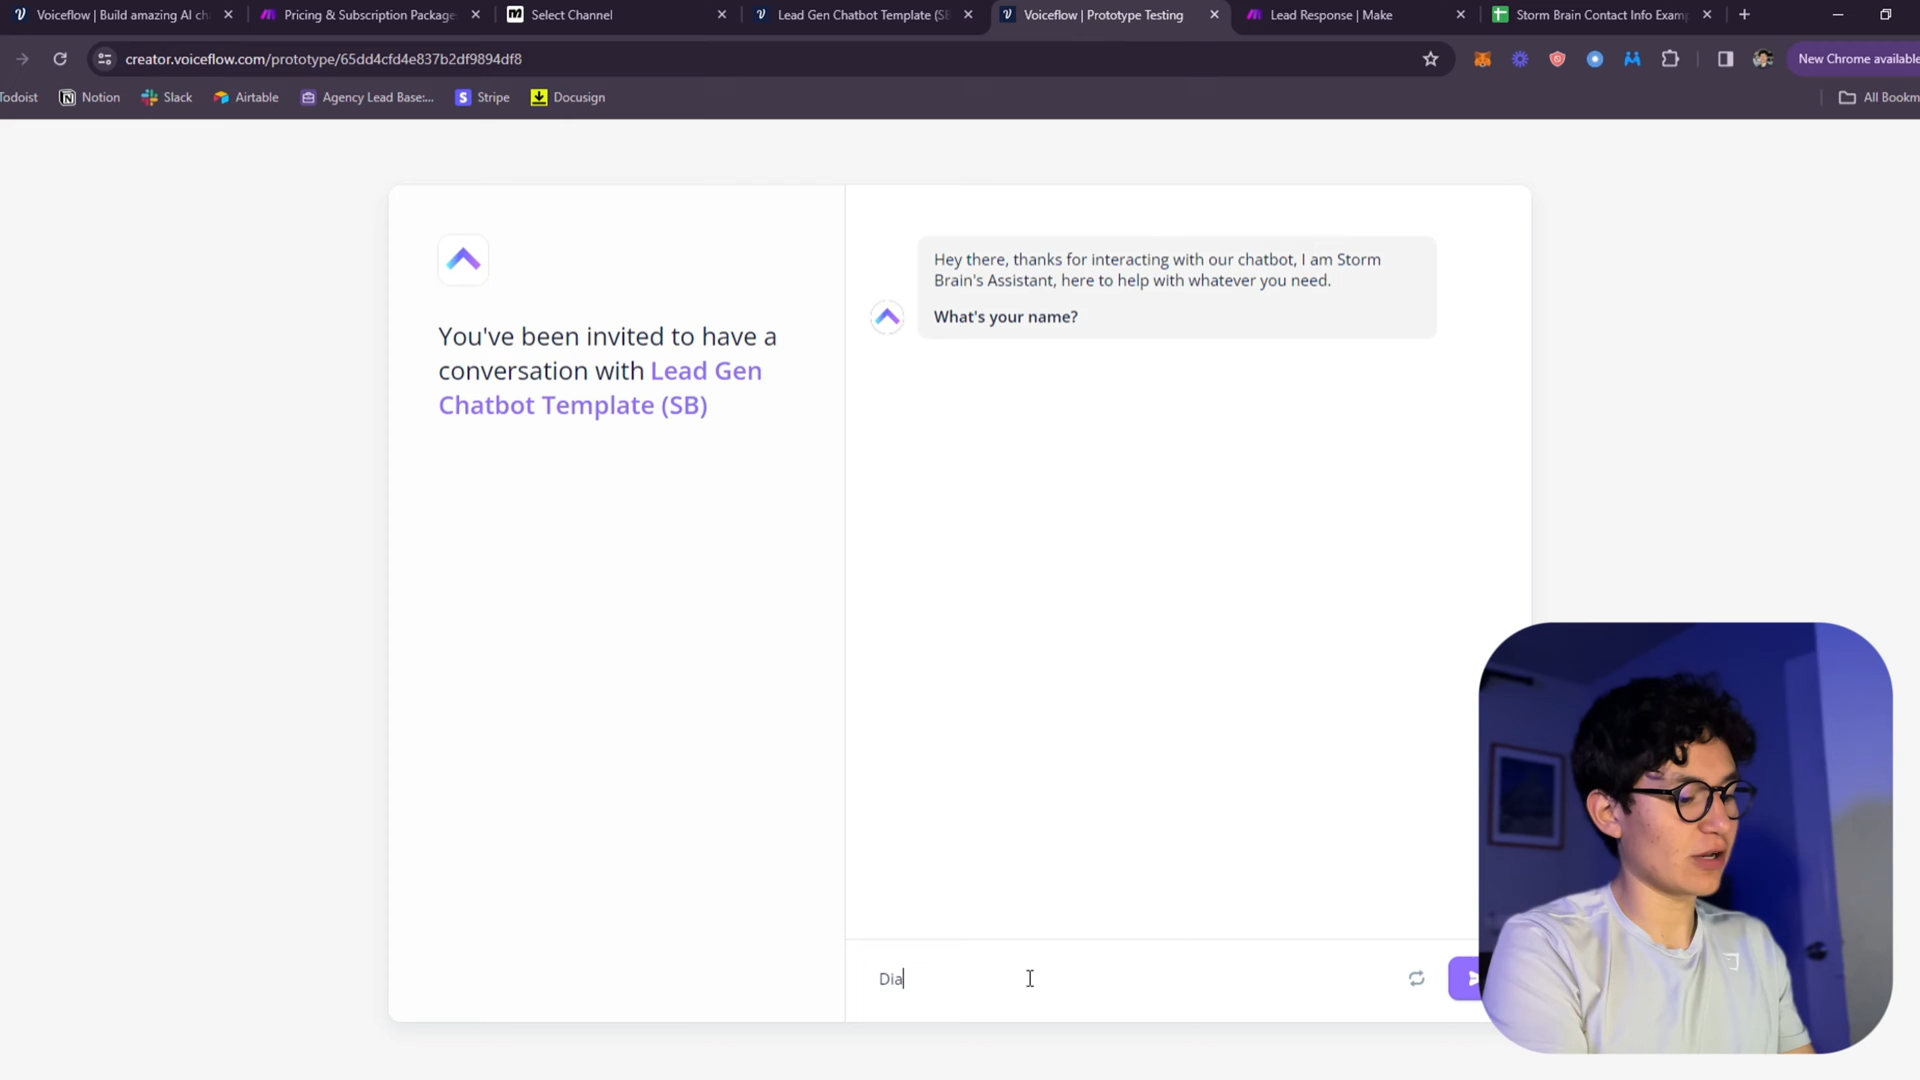 Voiceflow | Build amazing AI ch
Pricing & Subscription Package
Select Channel
Lead Gen Chatbot Template (SB
Voiceflow | Prototype Testing
Lead Response | Make
Storm Brain Contact Info Examp
creator.voiceflow.com/prototype/65dd4cfd4e837b2df9894df8
New Chrome available
Todoist
Notion
Slack
Airtable
Agency Lead Base:...
Stripe
Docusign
All Bookm
You've been invited to have a
conversation with Lead Gen
Chatbot Template (SB)
Hey there, thanks for interacting with our chatbot, I am Storm
Brain's Assistant, here to help with whatever you need.
What's your name?
Dia